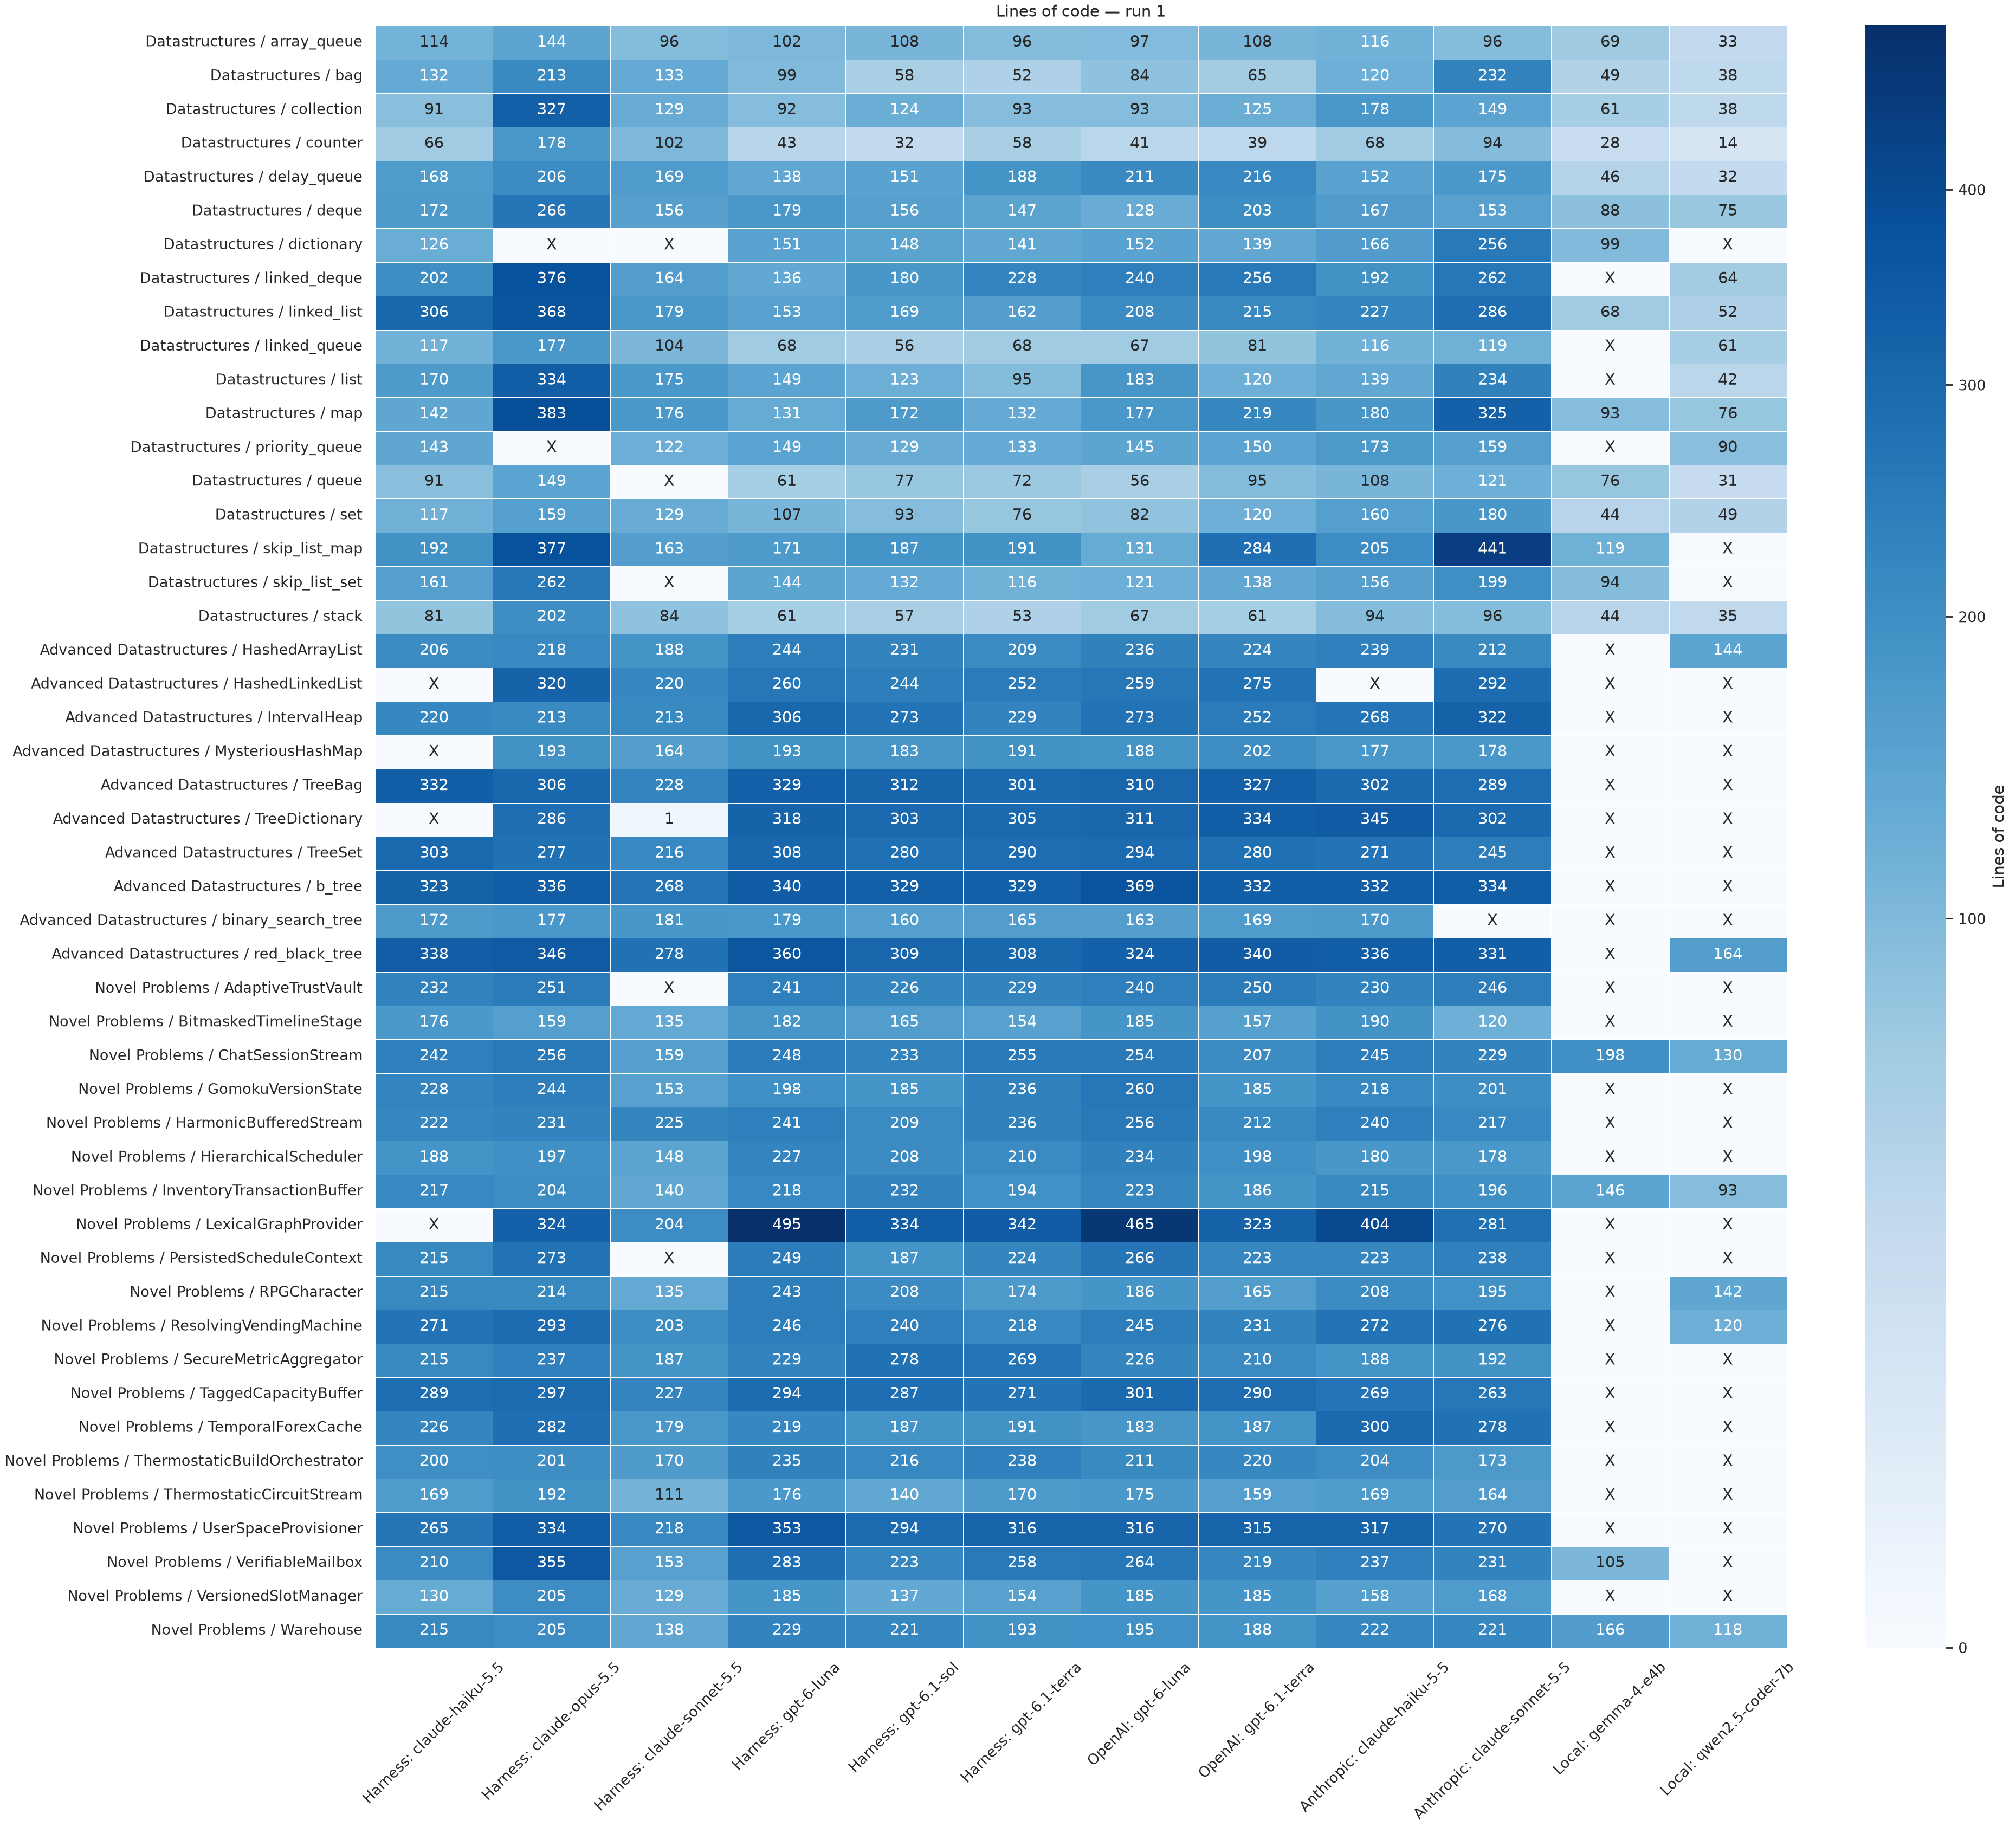 Lines of code — run 1
Datastructures / array_queue 114 144 96 102 108 96 97 108 116 96 69 33
Datastructures / bag 132 213 133 99 58 52 84 65 120 232 49 38
Datastructures / collection 91 327 129 92 124 93 93 125 178 149 61 38
Datastructures / counter 66 178 102 43 32 58 41 39 68 94 28 14
Datastructures / delay_queue 168 206 169 138 151 188 211 216 152 175 46 32
Datastructures / deque 172 266 156 179 156 147 128 203 167 153 88 75
Datastructures / dictionary 126 X X 151 148 141 152 139 166 256 99 X
Datastructures / linked_deque 202 376 164 136 180 228 240 256 192 262 X 64
Datastructures / linked_list 306 368 179 153 169 162 208 215 227 286 68 52
Datastructures / linked_queue 117 177 104 68 56 68 67 81 116 119 X 61
Datastructures / list 170 334 175 149 123 95 183 120 139 234 X 42
Datastructures / map 142 383 176 131 172 132 177 219 180 325 93 76
Datastructures / priority_queue 143 X 122 149 129 133 145 150 173 159 X 90
Datastructures / queue 91 149 X 61 77 72 56 95 108 121 76 31
Datastructures / set 117 159 129 107 93 76 82 120 160 180 44 49
Datastructures / skip_list_map 192 377 163 171 187 191 131 284 205 441 119 X
Datastructures / skip_list_set 161 262 X 144 132 116 121 138 156 199 94 X
Datastructures / stack 81 202 84 61 57 53 67 61 94 96 44 35
Advanced Datastructures / HashedArrayList 206 218 188 244 231 209 236 224 239 212 X 144
Advanced Datastructures / HashedLinkedList X 320 220 260 244 252 259 275 X 292 X X
Advanced Datastructures / IntervalHeap 220 213 213 306 273 229 273 252 268 322 X X
Advanced Datastructures / MysteriousHashMap X 193 164 193 183 191 188 202 177 178 X X
Advanced Datastructures / TreeBag 332 306 228 329 312 301 310 327 302 289 X X
Advanced Datastructures / TreeDictionary X 286 1 318 303 305 311 334 345 302 X X
Advanced Datastructures / TreeSet 303 277 216 308 280 290 294 280 271 245 X X
Advanced Datastructures / b_tree 323 336 268 340 329 329 369 332 332 334 X X
Advanced Datastructures / binary_search_tree 172 177 181 179 160 165 163 169 170 X X X
Advanced Datastructures / red_black_tree 338 346 278 360 309 308 324 340 336 331 X 164
Novel Problems / AdaptiveTrustVault 232 251 X 241 226 229 240 250 230 246 X X
Novel Problems / BitmaskedTimelineStage 176 159 135 182 165 154 185 157 190 120 X X
Novel Problems / ChatSessionStream 242 256 159 248 233 255 254 207 245 229 198 130
Novel Problems / GomokuVersionState 228 244 153 198 185 236 260 185 218 201 X X
Novel Problems / HarmonicBufferedStream 222 231 225 241 209 236 256 212 240 217 X X
Novel Problems / HierarchicalScheduler 188 197 148 227 208 210 234 198 180 178 X X
Novel Problems / InventoryTransactionBuffer 217 204 140 218 232 194 223 186 215 196 146 93
Novel Problems / LexicalGraphProvider X 324 204 495 334 342 465 323 404 281 X X
Novel Problems / PersistedScheduleContext 215 273 X 249 187 224 266 223 223 238 X X
Novel Problems / RPGCharacter 215 214 135 243 208 174 186 165 208 195 X 142
Novel Problems / ResolvingVendingMachine 271 293 203 246 240 218 245 231 272 276 X 120
Novel Problems / SecureMetricAggregator 215 237 187 229 278 269 226 210 188 192 X X
Novel Problems / TaggedCapacityBuffer 289 297 227 294 287 271 301 290 269 263 X X
Novel Problems / TemporalForexCache 226 282 179 219 187 191 183 187 300 278 X X
Novel Problems / ThermostaticBuildOrchestrator 200 201 170 235 216 238 211 220 204 173 X X
Novel Problems / ThermostaticCircuitStream 169 192 111 176 140 170 175 159 169 164 X X
Novel Problems / UserSpaceProvisioner 265 334 218 353 294 316 316 315 317 270 X X
Novel Problems / VerifiableMailbox 210 355 153 283 223 258 264 219 237 231 105 X
Novel Problems / VersionedSlotManager 130 205 129 185 137 154 185 185 158 168 X X
Novel Problems / Warehouse 215 205 138 229 221 193 195 188 222 221 166 118
Harness: claude-haiku-5.5
Harness: claude-opus-5.5
Harness: claude-sonnet-5.5
Harness: gpt-6-luna
Harness: gpt-6.1-sol
Harness: gpt-6.1-terra
OpenAI: gpt-6-luna
OpenAI: gpt-6.1-terra
Anthropic: claude-haiku-5-5
Anthropic: claude-sonnet-5-5
Local: gemma-4-e4b
Local: qwen2.5-coder-7b
400
300
200
100
0
Lines of code